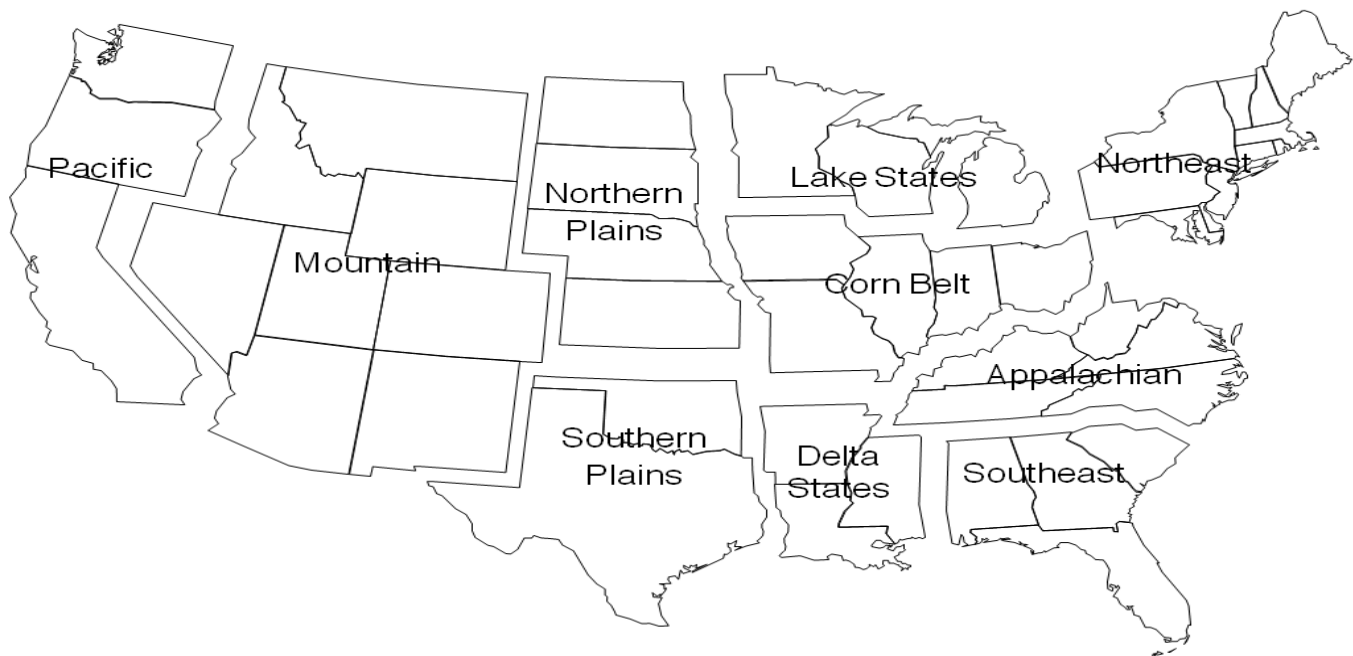 Pacific
Mountain
Northern
Plains
Lake States
Northeast
Corn Belt
Appalachian
Southern
Plains
Delta
States
Southeast